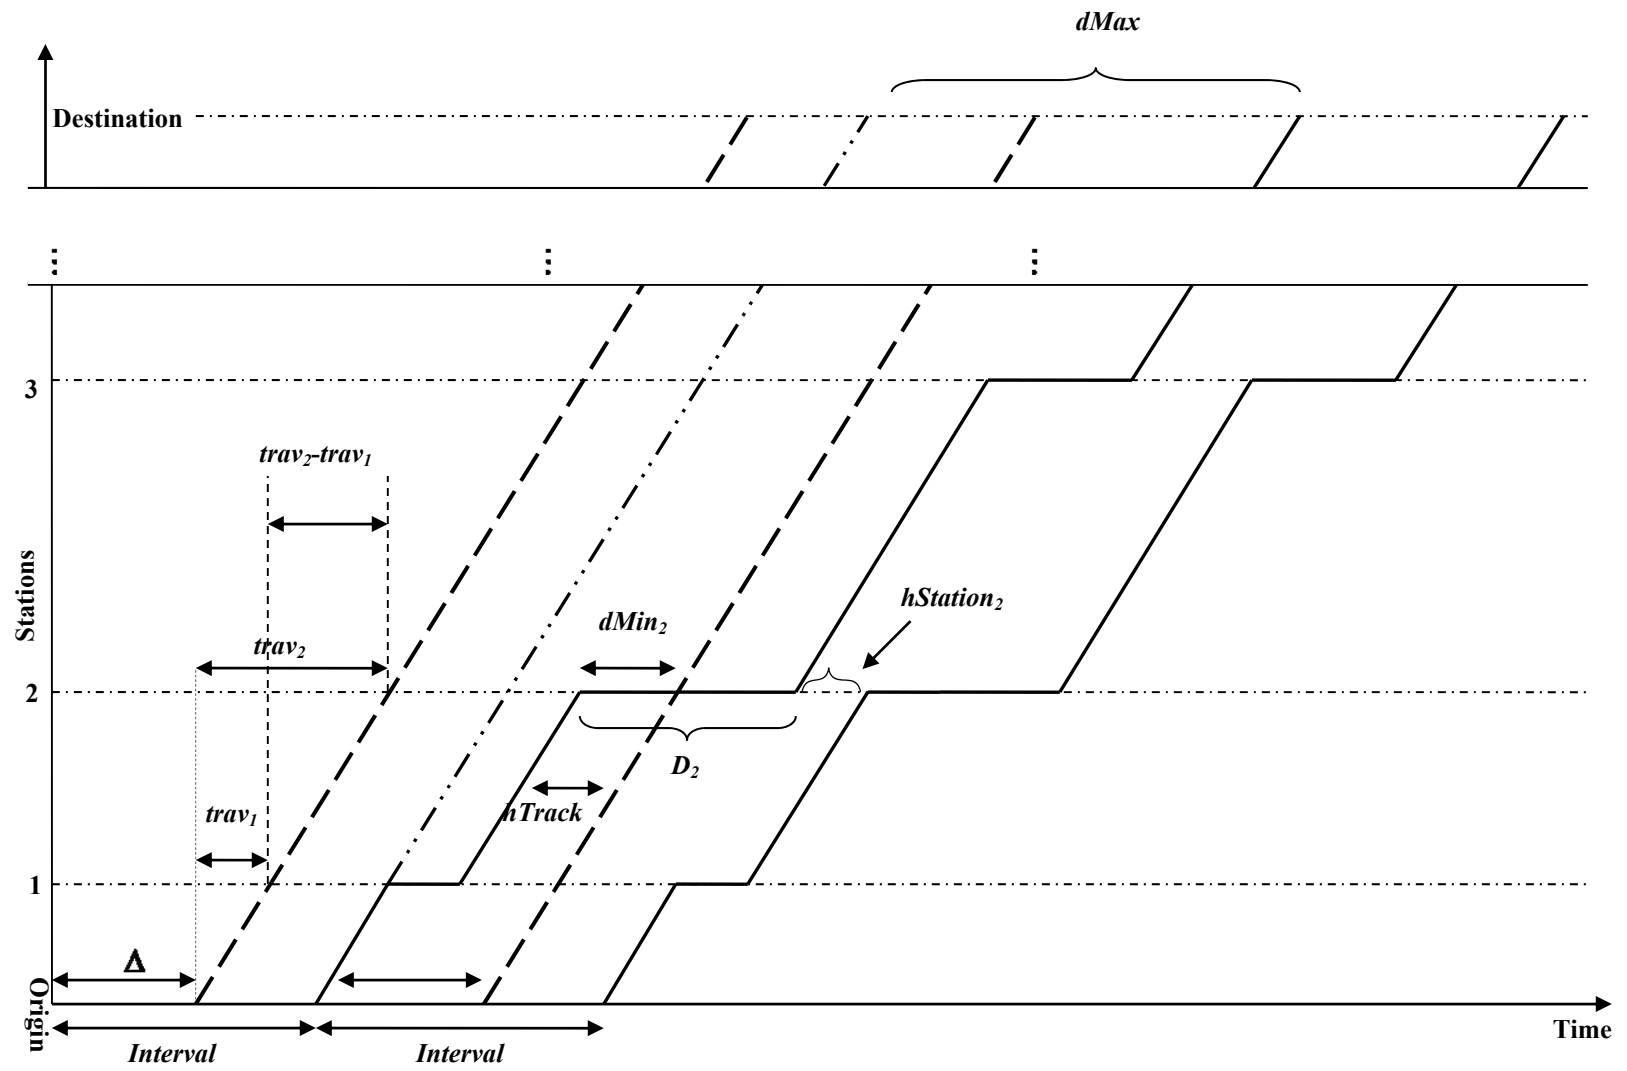 dMax
Destination
3
trav₂-trav₁
hStation₂
dMin₂
trav₂
Stations
2
D₂
trav₁
hTrack
1
Δ
Origin
Time
Interval Interval